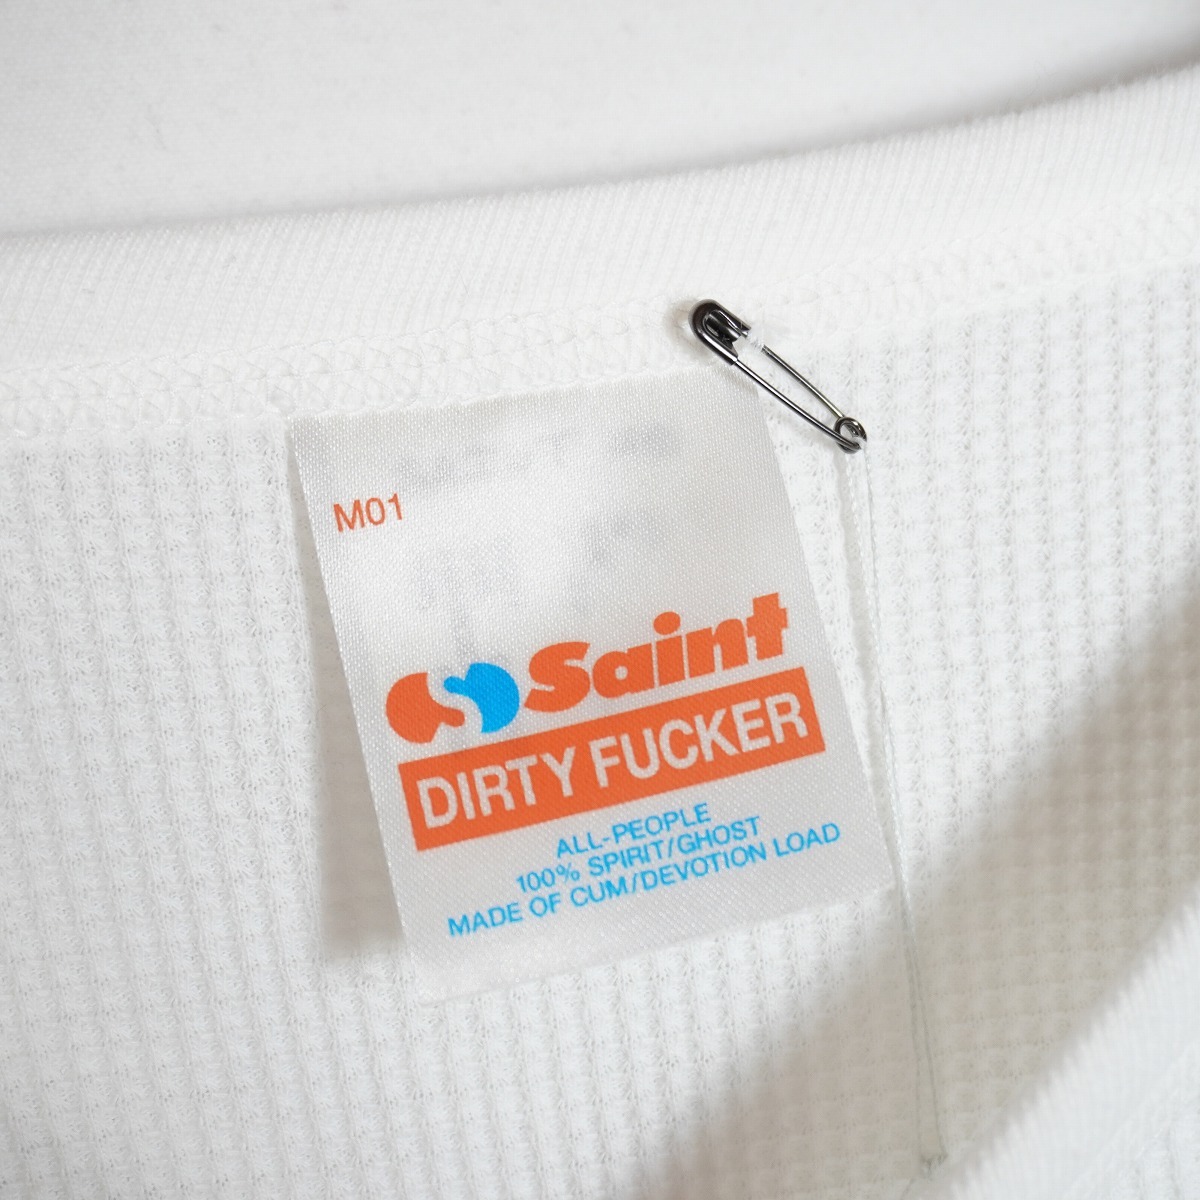 M01
Saint
DIRTY FUCKER
ALL-PEOPLE
100% SPIRIT/GHOST
MADE OF CUM/DEVOTION LOAD